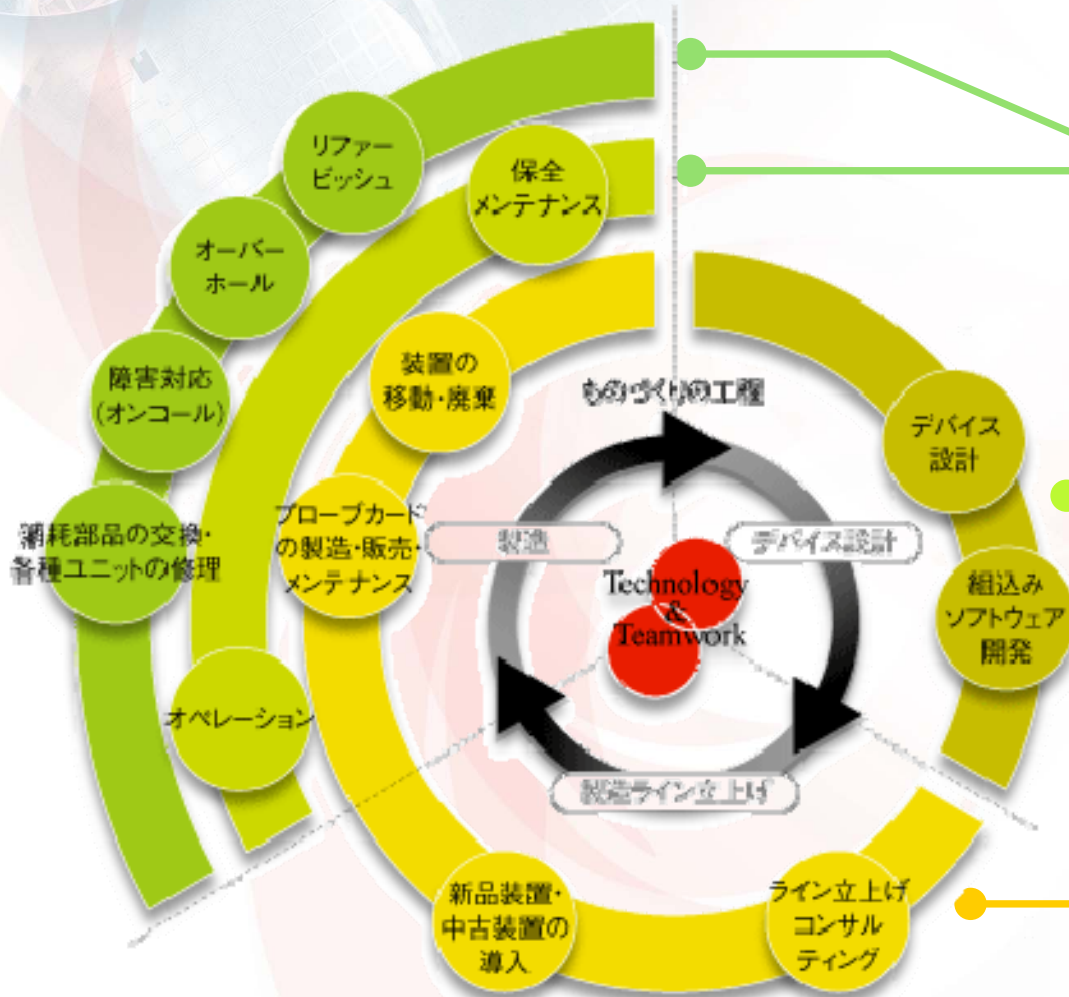 リファー
ビッシュ
保全
メンテナンス
オーバー
ホール
装置の
移動・廃棄
障害対応
(オンコール)
ものづくりの工程
デバイス
設計
消耗部品の交換・
各種ユニットの修理
プローブカード
の製造・販売・
メンテナンス
製造
デバイス設計
Technology
&
Teamwork
組込み
ソフトウェア
開発
オペレーション
製造ライン立上げ
新品装置・
中古装置の
導入
ライン立上げ
コンサル
ティング